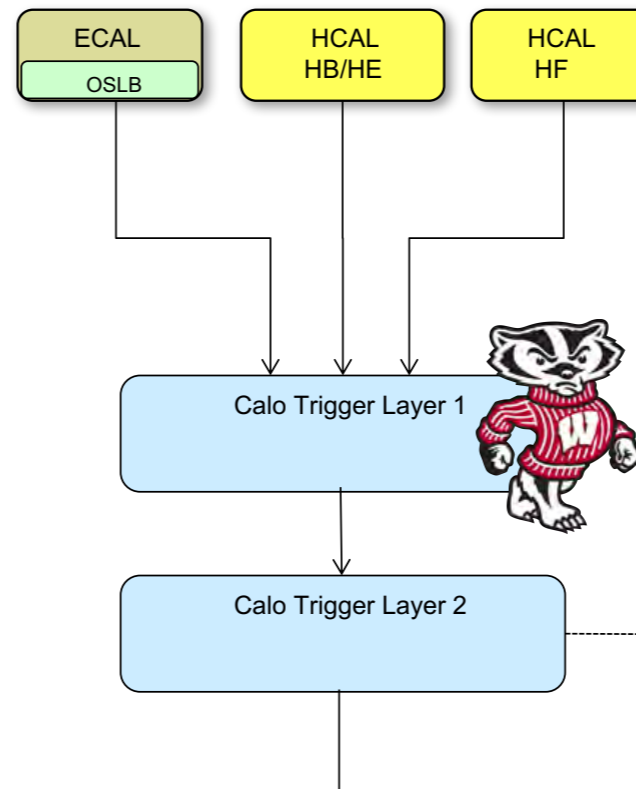 ECAL
OSLB
HCAL
HB/HE
HCAL
HF
Calo Trigger Layer 1
W
Calo Trigger Layer 2